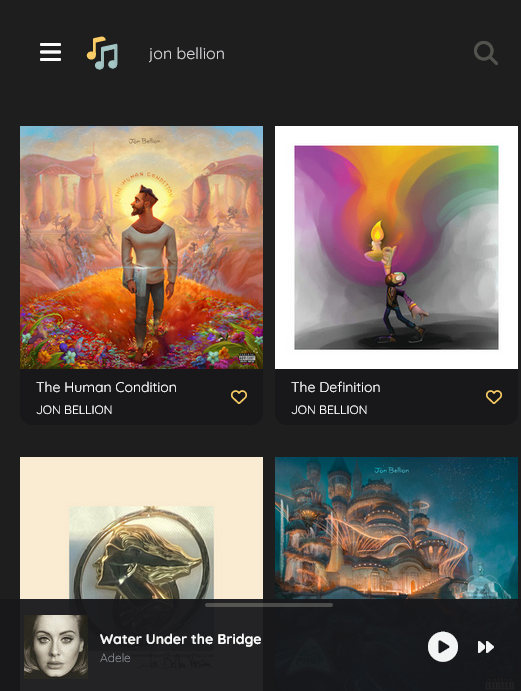 jon bellion
Jon Bellion
THE HUMAN CONDITION
The Human Condition
JON BELLION
The Definition
JON BELLION
Jon Bellion
Water Under the Bridge
Adele